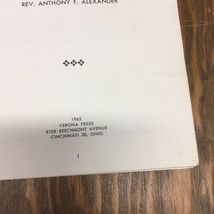 REV. ANTHONY F. ALEXANDER
1965
VERONA PRESS
8108 BEECHMONT AVENUE
CINCINNATI 30, OHIO
1